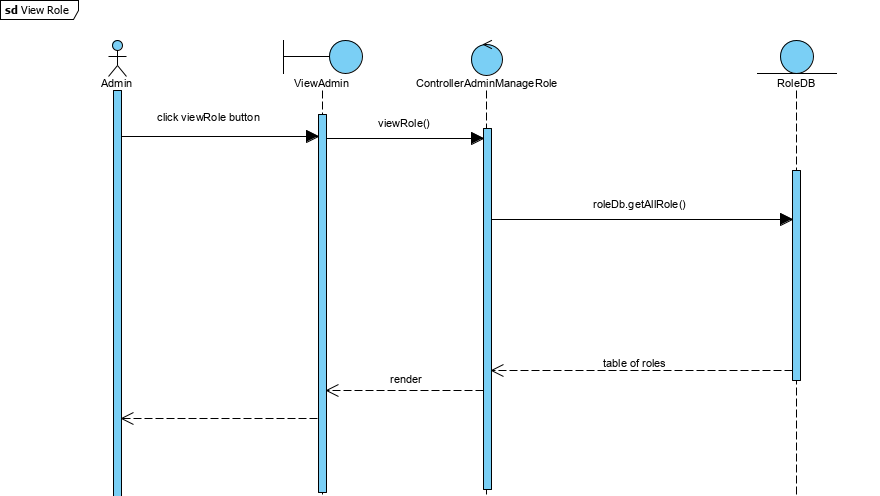 sd View Role
Admin
ViewAdmin
ControllerAdminManageRole
RoleDB
click viewRole button
viewRole()
roleDb.getAllRole()
table of roles
render